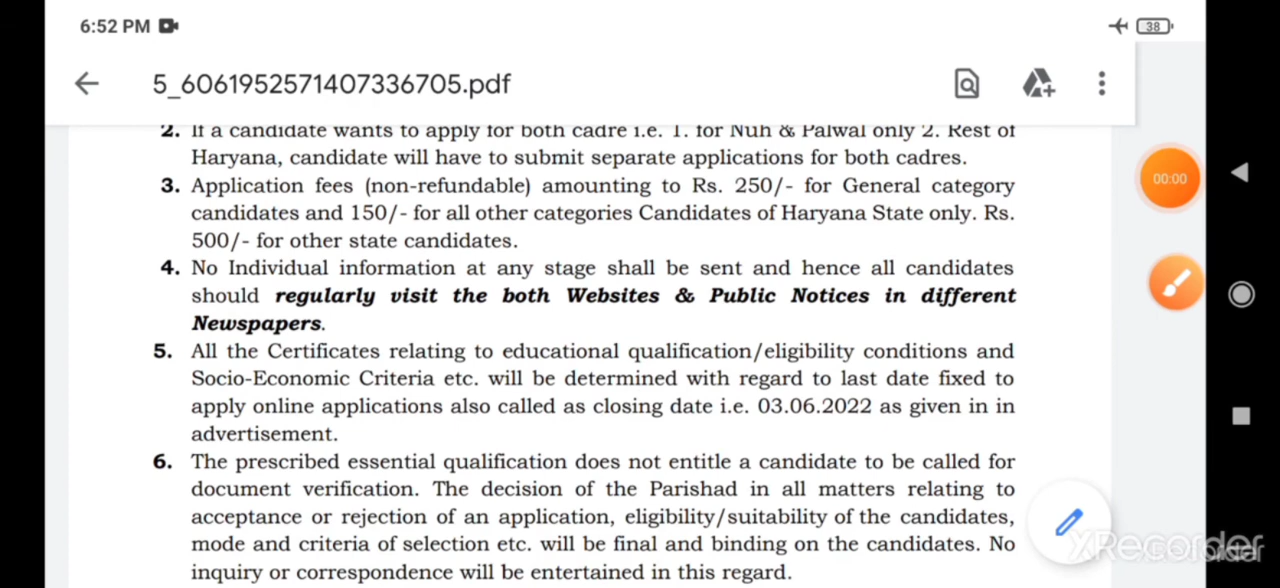 6:52 PM
38
5_6061952571407336705.pdf
2. If a candidate wants to apply for both cadre i.e. 1. for Nuh & Palwal only 2. Rest of
Haryana, candidate will have to submit separate applications for both cadres.
3. Application fees (non-refundable) amounting to Rs. 250/- for General category
candidates and 150/- for all other categories Candidates of Haryana State only. Rs.
500/- for other state candidates.
4. No Individual information at any stage shall be sent and hence all candidates
should regularly visit the both Websites & Public Notices in different
Newspapers.
5. All the Certificates relating to educational qualification/eligibility conditions and
Socio-Economic Criteria etc. will be determined with regard to last date fixed to
apply online applications also called as closing date i.e. 03.06.2022 as given in in
advertisement.
6. The prescribed essential qualification does not entitle a candidate to be called for
document verification. The decision of the Parishad in all matters relating to
acceptance or rejection of an application, eligibility/suitability of the candidates,
mode and criteria of selection etc. will be final and binding on the candidates. No
inquiry or correspondence will be entertained in this regard.
00:00
XRecorder